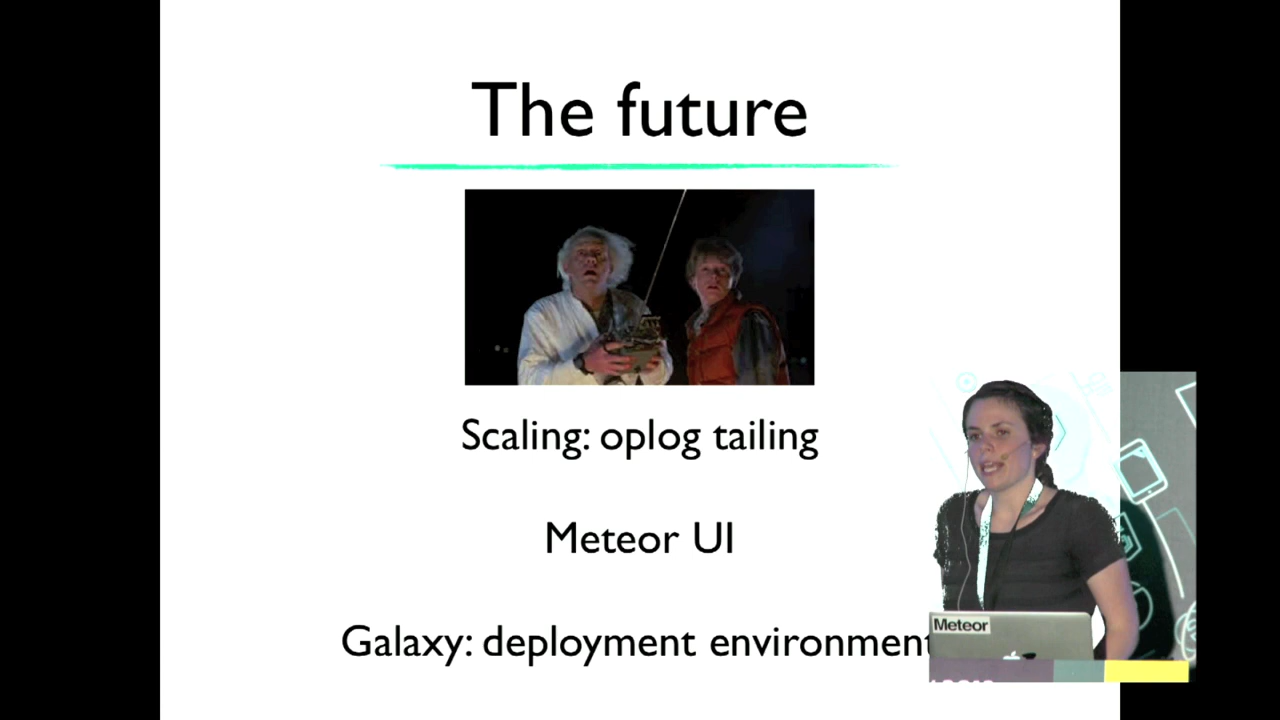 The future
Scaling: oplog tailing
Meteor UI
Galaxy: deployment environment
Meteor